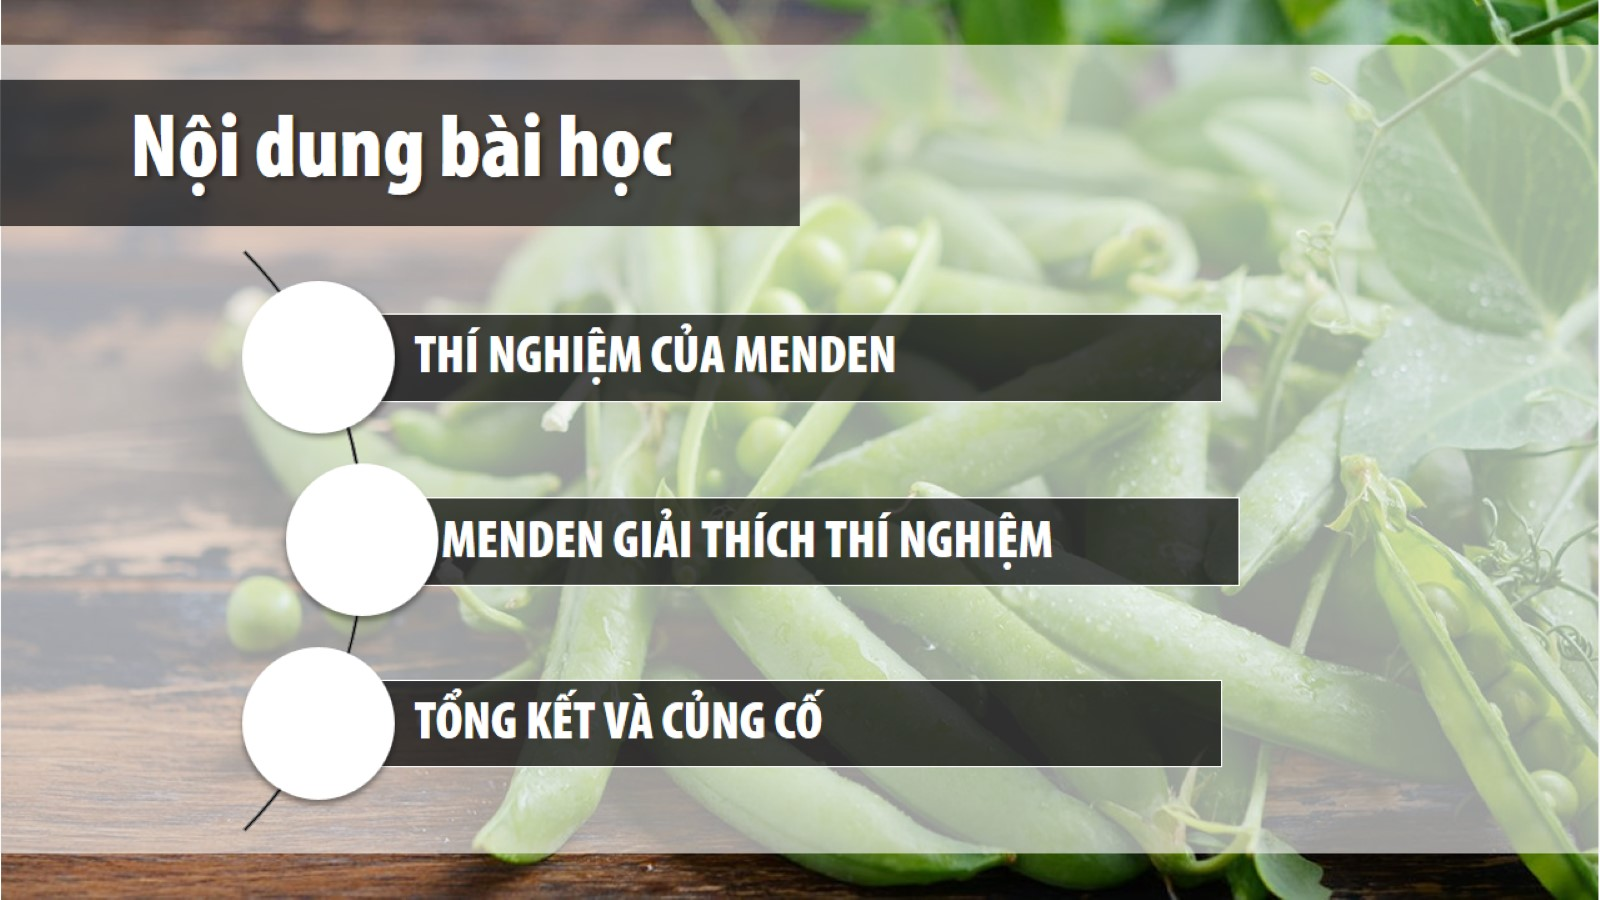 Nội dung bài học
THÍ NGHIỆM CỦA MENDEN
MENDEN GIẢI THÍCH THÍ NGHIỆM
TỔNG KẾT VÀ CỦNG CỐ